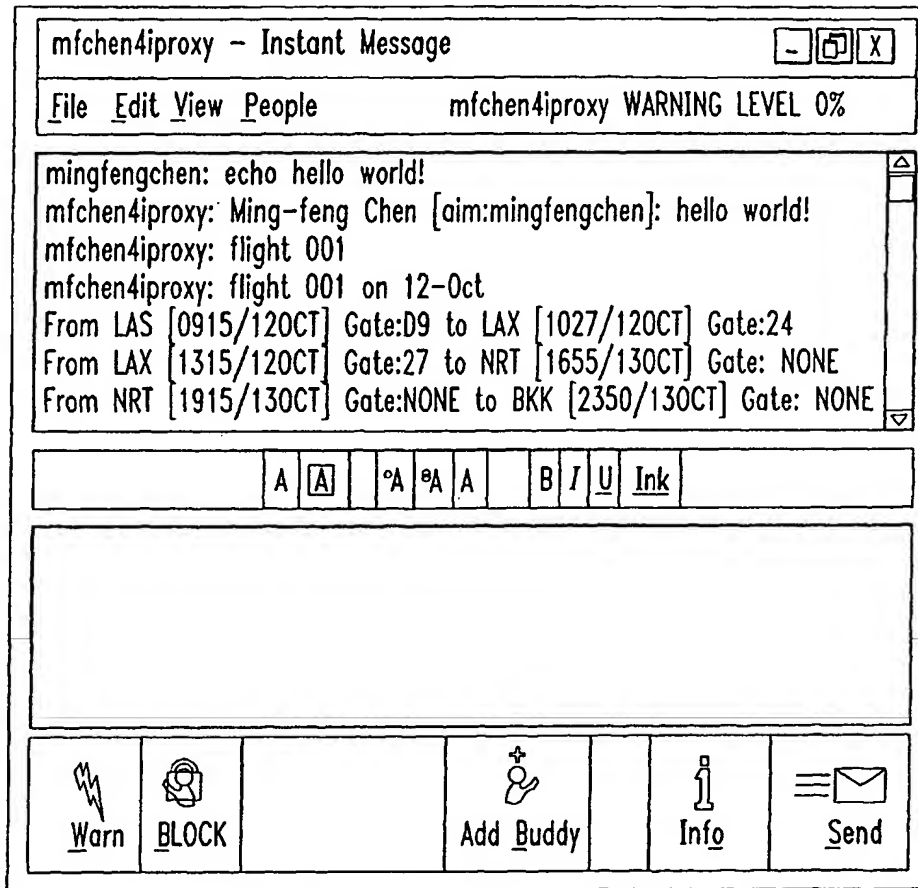 mfchen4iproxy – Instant Message
- X
File Edit View People mfchen4iproxy WARNING LEVEL 0%
mingfengchen: echo hello world!
mfchen4iproxy: Ming-feng Chen [aim:mingfengchen]: hello world!
mfchen4iproxy: flight 001
mfchen4iproxy: flight 001 on 12-Oct
From LAS [0915/12OCT] Gate:D9 to LAX [1027/12OCT] Gate:24
From LAX [1315/12OCT] Gate:27 to NRT [1655/13OCT] Gate: NONE
From NRT [1915/13OCT] Gate:NONE to BKK [2350/13OCT] Gate: NONE
A A °A ᴮA A B I U Ink
Warn BLOCK Add Buddy Info Send